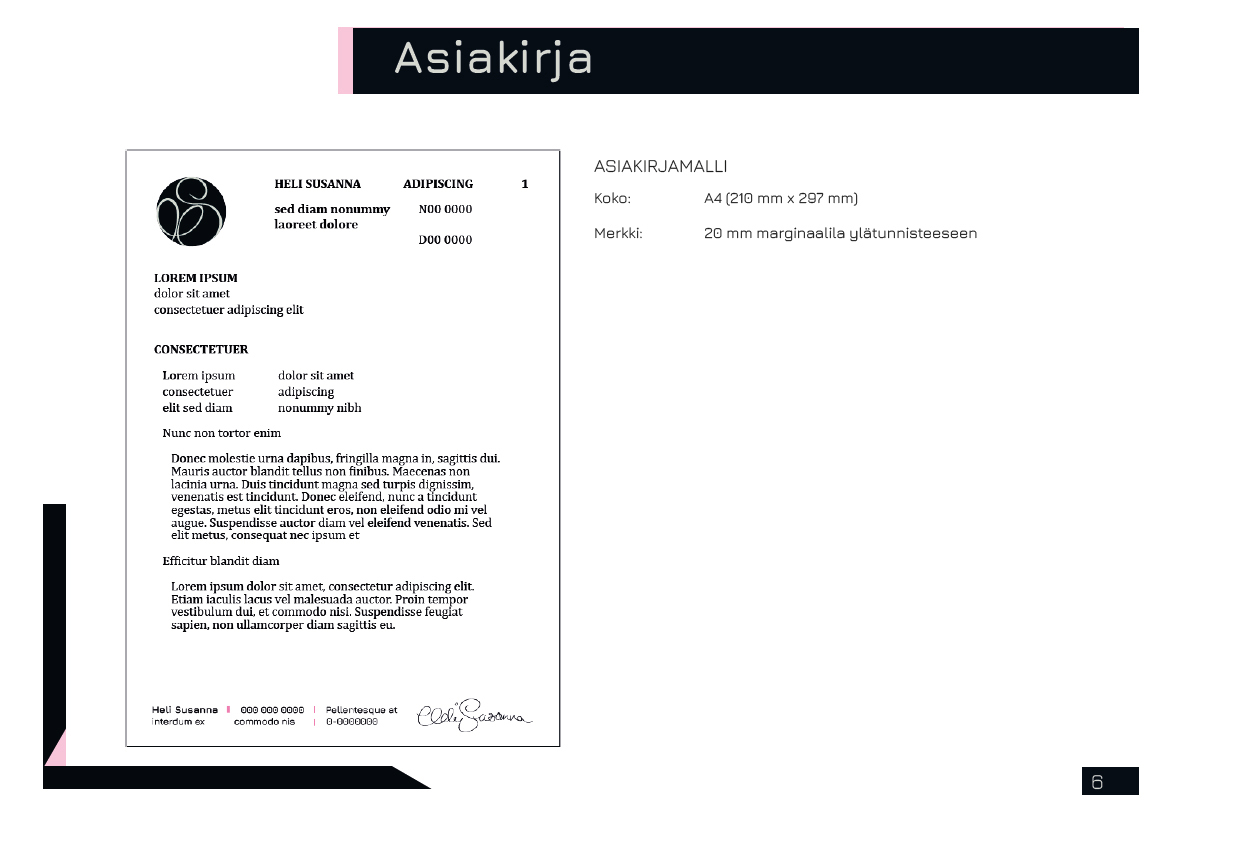 Asiakirja
HELI SUSANNA ADIPISCING 1
sed diam nonummy N00 0000
laoreet dolore
D00 0000
LOREM IPSUM
dolor sit amet
consectetuer adipiscing elit
CONSECTETUER
Lorem ipsum dolor sit amet
consectetuer adipiscing
elit sed diam nonummy nibh
Nunc non tortor enim
Donec molestie urna dapibus, fringilla magna in, sagittis dui.
Mauris auctor blandit tellus non finibus. Maecenas non
lacinia urna. Duis tincidunt magna sed turpis dignissim,
venenatis est tincidunt. Donec eleifend, nunc a tincidunt
egestas, metus elit tincidunt eros, non eleifend odio mi vel
augue. Suspendisse auctor diam vel eleifend venenatis. Sed
elit metus, consequat nec ipsum et
Efficitur blandit diam
Lorem ipsum dolor sit amet, consectetur adipiscing elit.
Etiam iaculis lacus vel malesuada auctor. Proin tempor
vestibulum dui, et commodo nisi. Suspendisse feugiat
sapien, non ullamcorper diam sagittis eu.
Heli Susanna 000 000 0000 Pellentesque at
interdum ex commodo nis 0-0000000
Heli Susanna
ASIAKIRJAMALLI
Koko: A4 (210 mm x 297 mm)
Merkki: 20 mm marginaalila ylätunnisteeseen
6